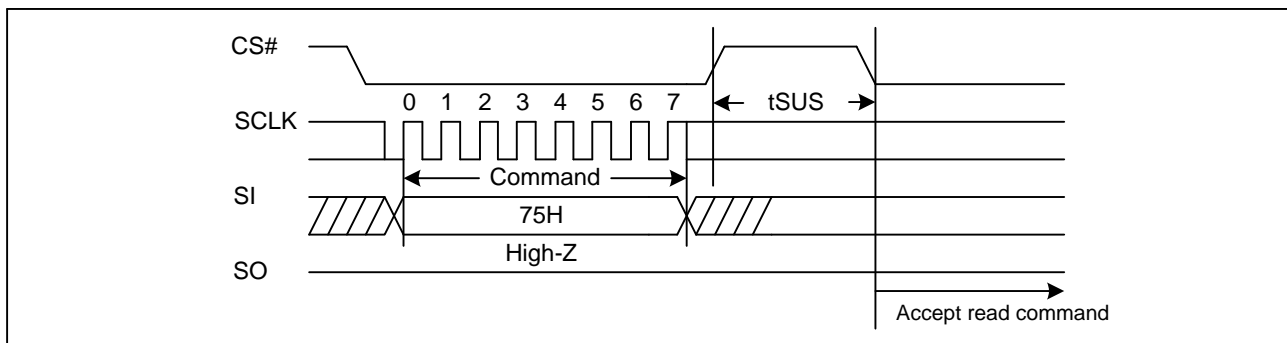 CS#
0 1 2 3 4 5 6 7
tSUS
SCLK
Command
SI
75H
High-Z
SO
Accept read command